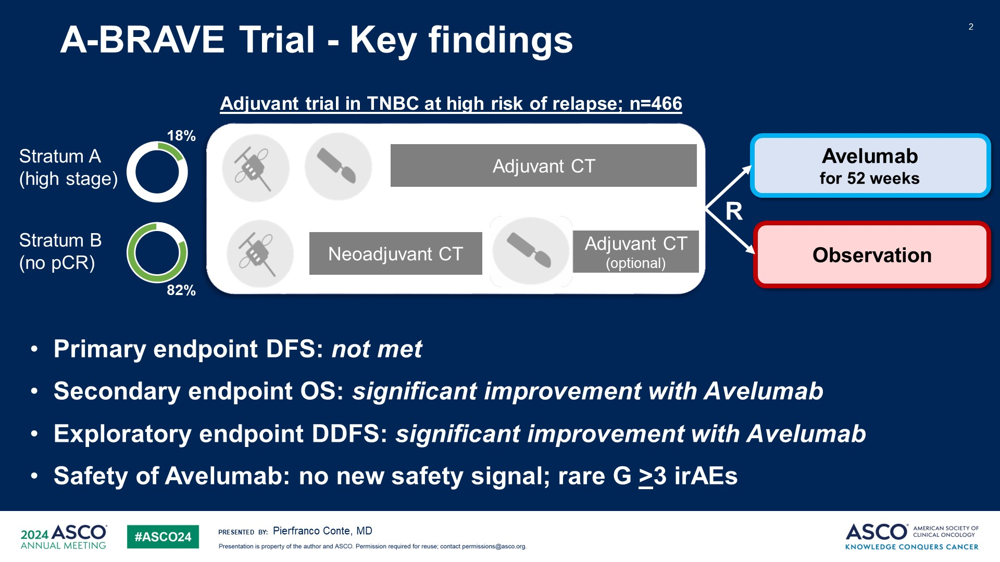 A-BRAVE Trial - Key findings
2
Adjuvant trial in TNBC at high risk of relapse; n=466
18%
Stratum A
(high stage)
Adjuvant CT
Avelumab
for 52 weeks
R
Stratum B
(no pCR)
82%
Neoadjuvant CT
Adjuvant CT
(optional)
Observation
• Primary endpoint DFS: not met
• Secondary endpoint OS: significant improvement with Avelumab
• Exploratory endpoint DDFS: significant improvement with Avelumab
• Safety of Avelumab: no new safety signal; rare G >3 irAEs
2024 ASCO®
ANNUAL MEETING
#ASCO24
PRESENTED BY: Pierfranco Conte, MD
Presentation is property of the author and ASCO. Permission required for reuse; contact permissions@asco.org.
ASCO® AMERICAN SOCIETY OF
CLINICAL ONCOLOGY
KNOWLEDGE CONQUERS CANCER